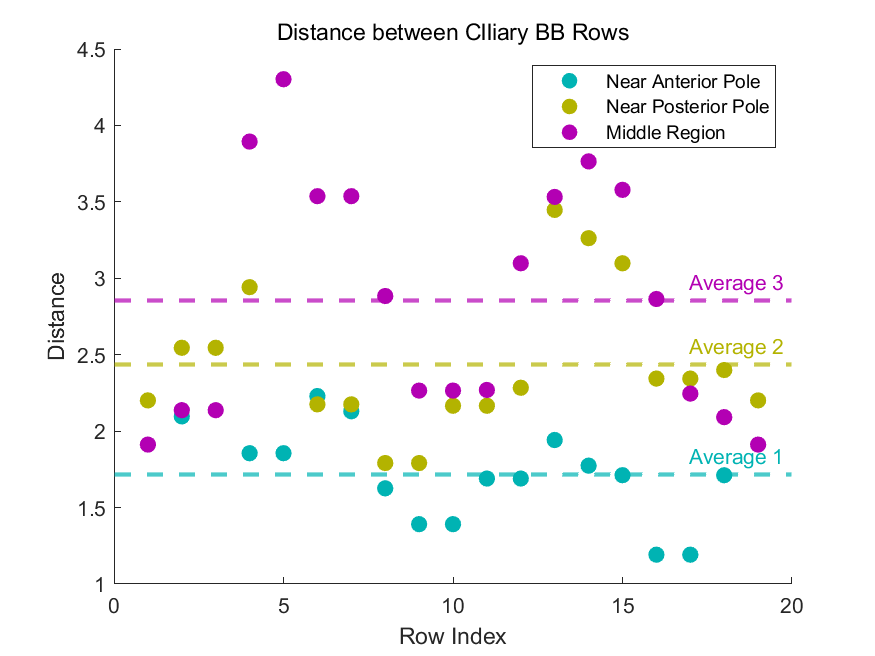 Distance between CIliary BB Rows
Near Anterior Pole
Near Posterior Pole
Middle Region
4.5
4
3.5
3
2.5
2
1.5
1
Distance
Average 3
Average 2
Average 1
0
5
10
15
20
Row Index